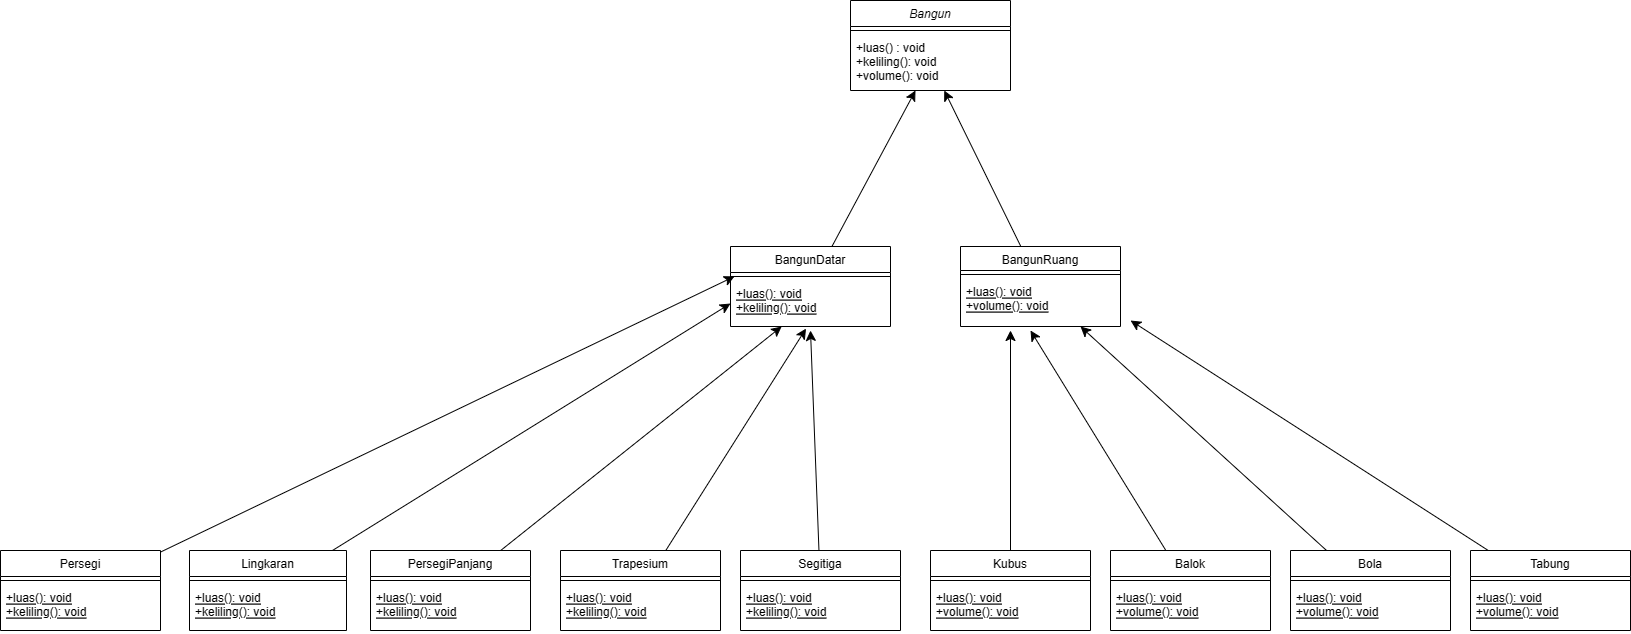 Bangun
+luas() : void
+keliling(): void
+volume(): void
BangunDatar
+luas(): void
+keliling(): void
BangunRuang
+luas(): void
+volume(): void
Persegi
+luas(): void
+keliling(): void
Lingkaran
+luas(): void
+keliling(): void
PersegiPanjang
+luas(): void
+keliling(): void
Trapesium
+luas(): void
+keliling(): void
Segitiga
+luas(): void
+keliling(): void
Kubus
+luas(): void
+volume(): void
Balok
+luas(): void
+volume(): void
Bola
+luas(): void
+volume(): void
Tabung
+luas(): void
+volume(): void